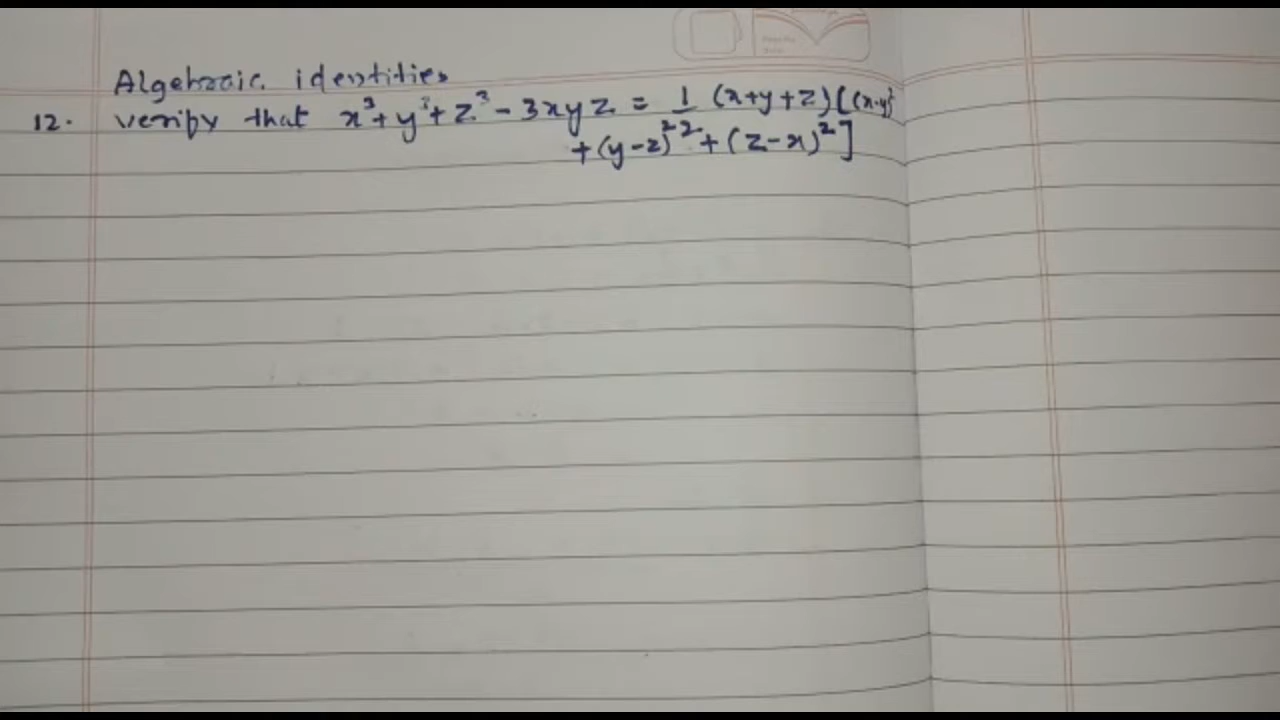 Algebraic identities
12. verify that x³+y³+z³-3xyz = 1/2 (x+y+z)[(x-y)²
+(y-z)²+(z-x)²]